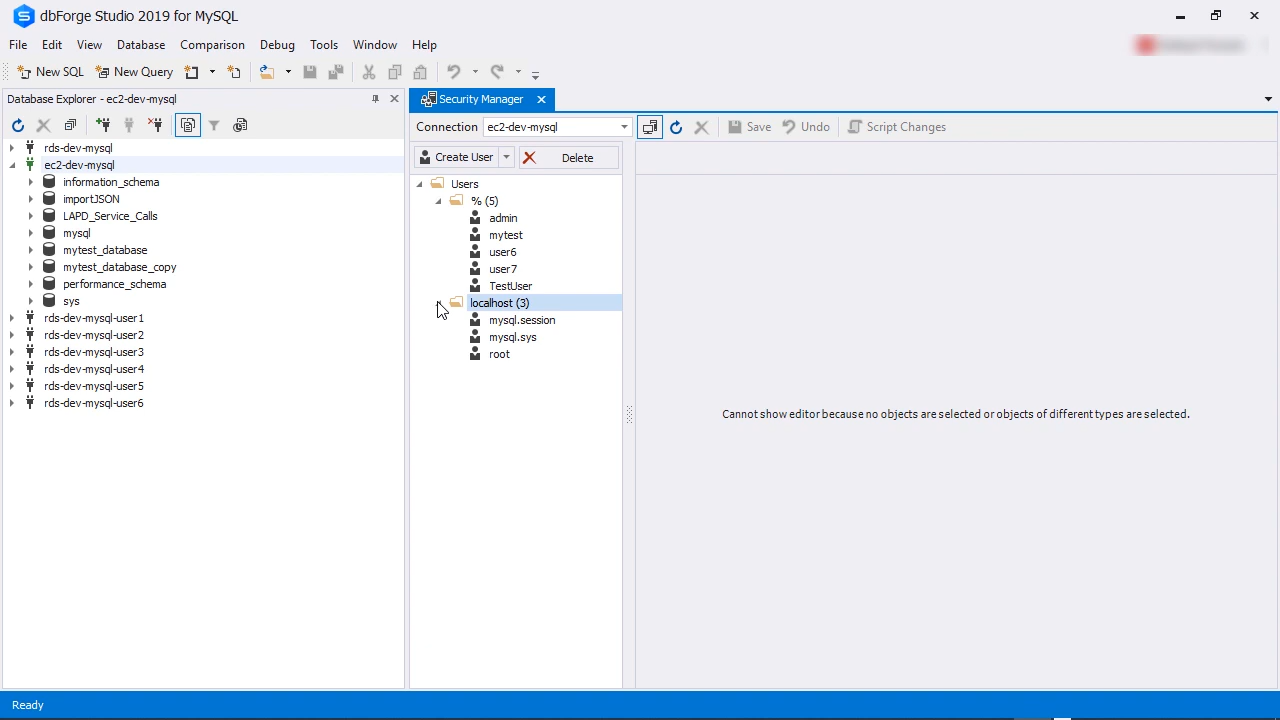 dbForge Studio 2019 for MySQL
File Edit View Database Comparison Debug Tools Window Help
New SQL New Query
Database Explorer - ec2-dev-mysql
rds-dev-mysql
ec2-dev-mysql
information_schema
importJSON
LAPD_Service_Calls
mysql
mytest_database
mytest_database_copy
performance_schema
sys
rds-dev-mysql-user1
rds-dev-mysql-user2
rds-dev-mysql-user3
rds-dev-mysql-user4
rds-dev-mysql-user5
rds-dev-mysql-user6
Security Manager
Connection ec2-dev-mysql Save Undo Script Changes
Create User Delete
Users
% (5)
admin
mytest
user6
user7
TestUser
localhost (3)
mysql.session
mysql.sys
root
Cannot show editor because no objects are selected or objects of different types are selected.
Ready